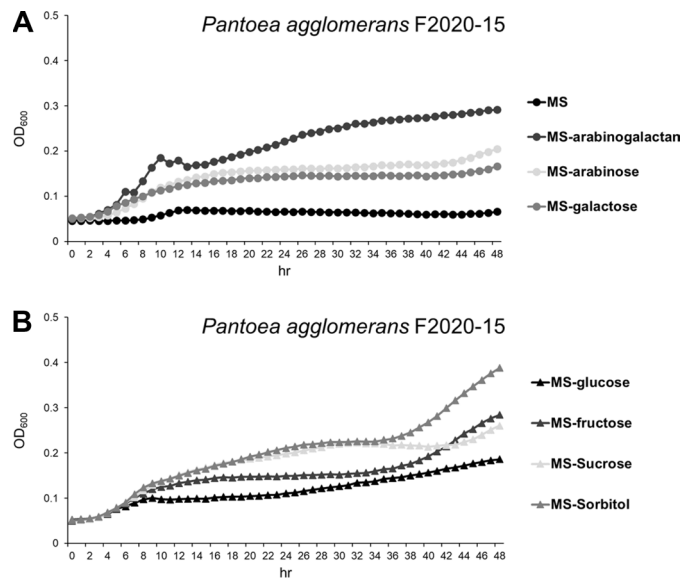 A
Pantoea agglomerans F2020-15
0.5
0.4
0.3
0.2
0.1
0
OD600
0 2 4 6 8 10 12 14 16 18 20 22 24 26 28 30 32 34 36 38 40 42 44 46 48
hr
MS
MS-arabinogalactan
MS-arabinose
MS-galactose
B
Pantoea agglomerans F2020-15
0.5
0.4
0.3
0.2
0.1
0
OD600
0 2 4 6 8 10 12 14 16 18 20 22 24 26 28 30 32 34 36 38 40 42 44 46 48
hr
MS-glucose
MS-fructose
MS-Sucrose
MS-Sorbitol